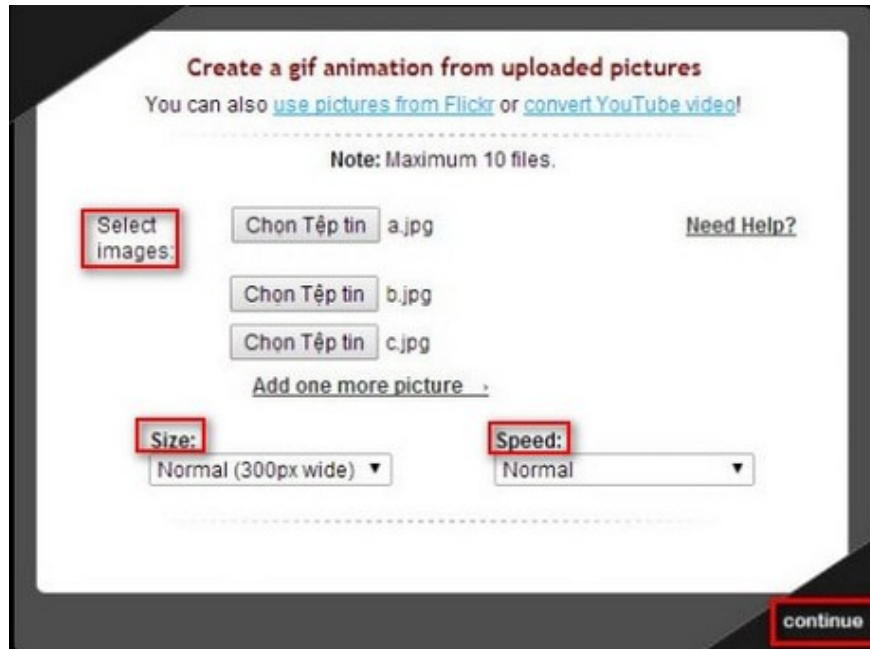 Create a gif animation from uploaded pictures
You can also use pictures from Flickr or convert YouTube video!
Note: Maximum 10 files.
Select images:
Chọn Tệp tin a.jpg
Need Help?
Chọn Tệp tin b.jpg
Chọn Tệp tin c.jpg
Add one more picture ›
Size:
Speed:
Normal (300px wide) ▼
Normal ▼
continue